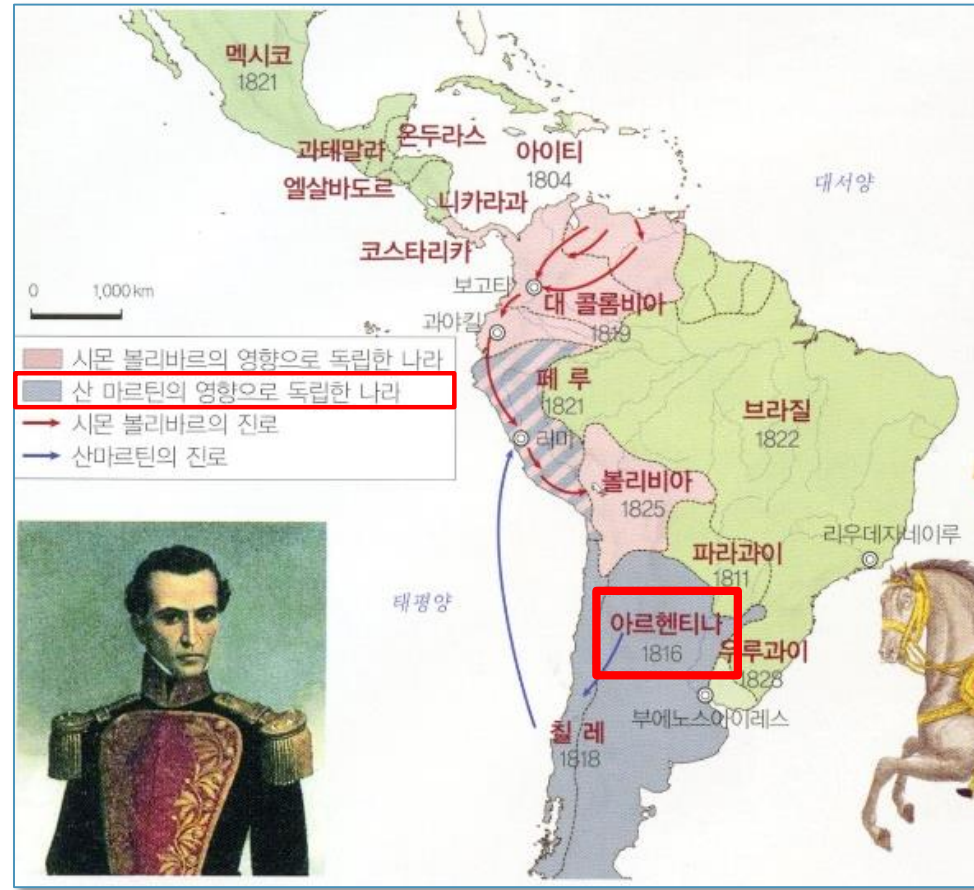 멕시코
1821
과테말라
온두라스
엘살바도르
아이티
1804
니카라과
코스타리카
대서양
0 1,000 km
보고타
대 콜롬비아
1819
과야킬
시몬 볼리바르의 영향으로 독립한 나라
산 마르틴의 영향으로 독립한 나라
시몬 볼리바르의 진로
산마르틴의 진로
페 루
1821
리마
브라질
1822
볼리비아
1825
리우데자네이루
파라과이
1811
태평양
아르헨티나
1816
우루과이
1828
부에노스아이레스
칠 레
1818